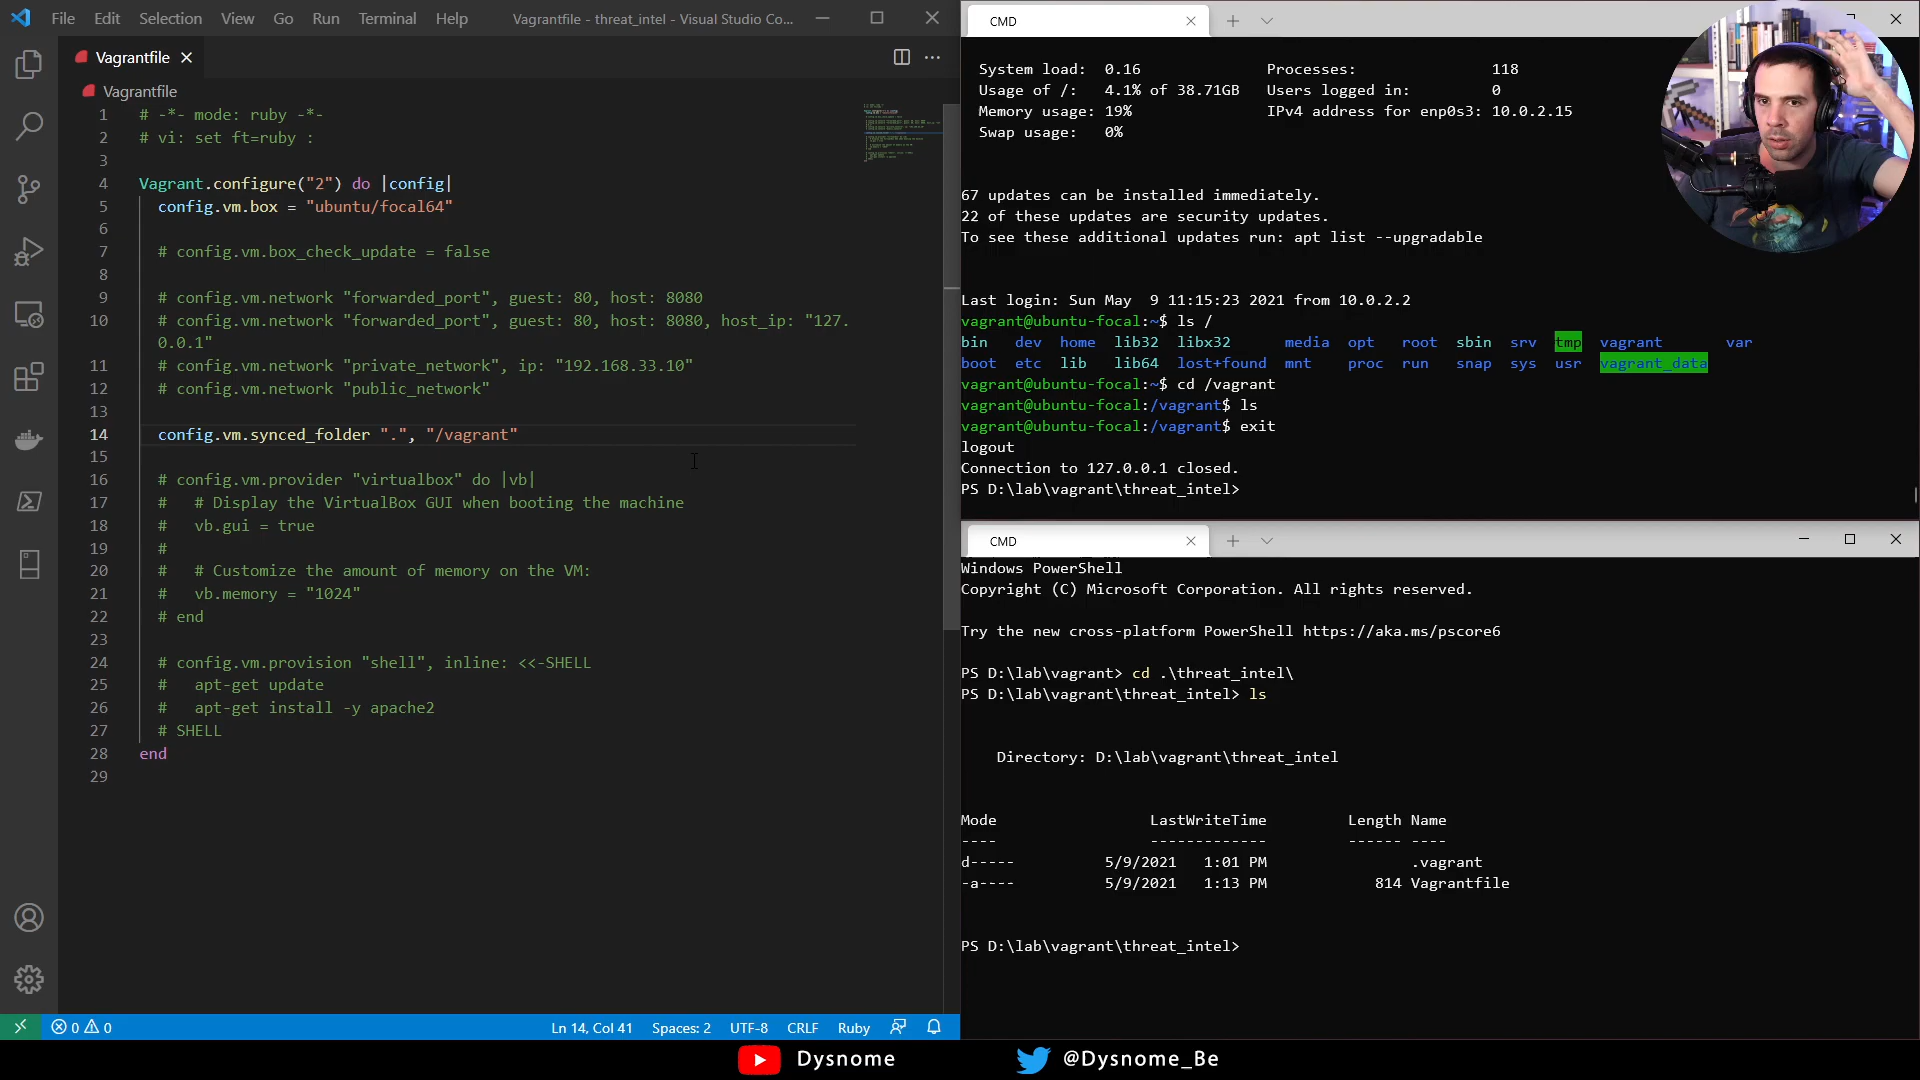 File Edit Selection View Go Run Terminal Help
Vagrantfile - threat_intel - Visual Studio Co...
Vagrantfile
Vagrantfile
1 # -*- mode: ruby -*-
2 # vi: set ft=ruby :
3
4 Vagrant.configure("2") do |config|
5 config.vm.box = "ubuntu/focal64"
6
7 # config.vm.box_check_update = false
8
9 # config.vm.network "forwarded_port", guest: 80, host: 8080
10 # config.vm.network "forwarded_port", guest: 80, host: 8080, host_ip: "127.
0.0.1"
11 # config.vm.network "private_network", ip: "192.168.33.10"
12 # config.vm.network "public_network"
13
14 config.vm.synced_folder ".", "/vagrant"
15
16 # config.vm.provider "virtualbox" do |vb|
17 # # Display the VirtualBox GUI when booting the machine
18 # vb.gui = true
19 #
20 # # Customize the amount of memory on the VM:
21 # vb.memory = "1024"
22 # end
23
24 # config.vm.provision "shell", inline: <<-SHELL
25 # apt-get update
26 # apt-get install -y apache2
27 # SHELL
28 end
29
0 0
Ln 14, Col 41 Spaces: 2 UTF-8 CRLF Ruby
CMD
System load: 0.16 Processes: 118
Usage of /: 4.1% of 38.71GB Users logged in: 0
Memory usage: 19% IPv4 address for enp0s3: 10.0.2.15
Swap usage: 0%
67 updates can be installed immediately.
22 of these updates are security updates.
To see these additional updates run: apt list --upgradable
Last login: Sun May 9 11:15:23 2021 from 10.0.2.2
vagrant@ubuntu-focal:~$ ls /
bin dev home lib32 libx32 media opt root sbin srv tmp vagrant var
boot etc lib lib64 lost+found mnt proc run snap sys usr vagrant_data
vagrant@ubuntu-focal:~$ cd /vagrant
vagrant@ubuntu-focal:/vagrant$ ls
vagrant@ubuntu-focal:/vagrant$ exit
logout
Connection to 127.0.0.1 closed.
PS D:\lab\vagrant\threat_intel>
CMD
Windows PowerShell
Copyright (C) Microsoft Corporation. All rights reserved.
Try the new cross-platform PowerShell https://aka.ms/pscore6
PS D:\lab\vagrant> cd .\threat_intel\
PS D:\lab\vagrant\threat_intel> ls
Directory: D:\lab\vagrant\threat_intel
Mode LastWriteTime Length Name
---- ------------- ------ ----
d----- 5/9/2021 1:01 PM .vagrant
-a---- 5/9/2021 1:13 PM 814 Vagrantfile
PS D:\lab\vagrant\threat_intel>
Dysnome
@Dysnome_Be